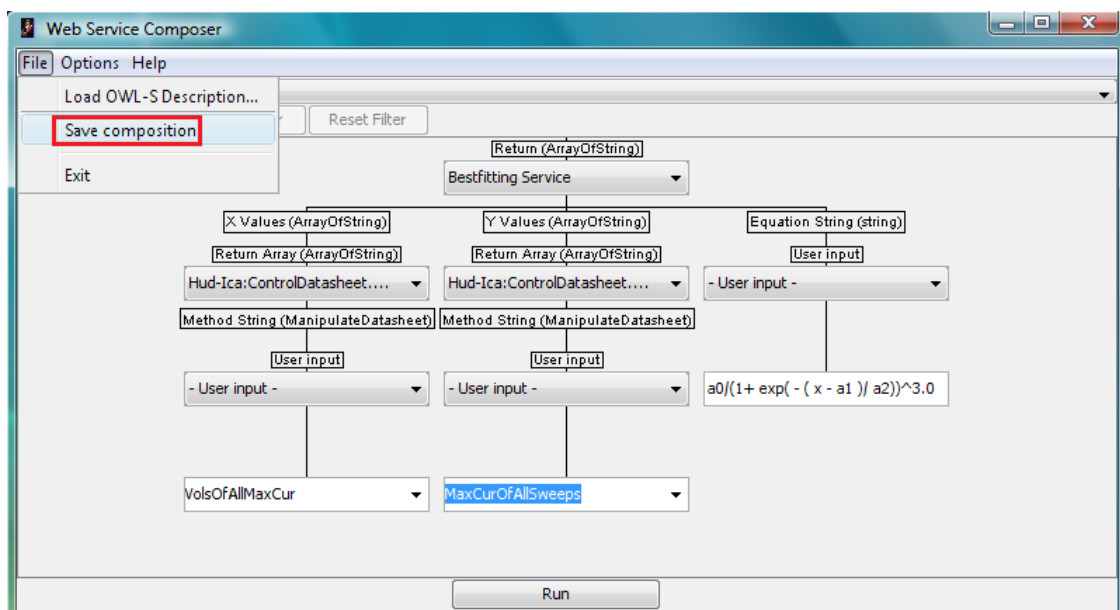 Web Service Composer
File Options Help
Load OWL-S Description...
Save composition
Reset Filter
Exit
Return (ArrayOfString)
Bestfitting Service
X Values (ArrayOfString) Y Values (ArrayOfString) Equation String (string)
Return Array (ArrayOfString) Return Array (ArrayOfString) User input
Hud-Ica:ControlDatasheet.... Hud-Ica:ControlDatasheet.... - User input -
Method String (ManipulateDatasheet) Method String (ManipulateDatasheet)
User input User input
- User input - - User input - a0/(1+ exp( - ( x - a1 )/ a2))^3.0
VolsOfAllMaxCur MaxCurOfAllSweeps
Run